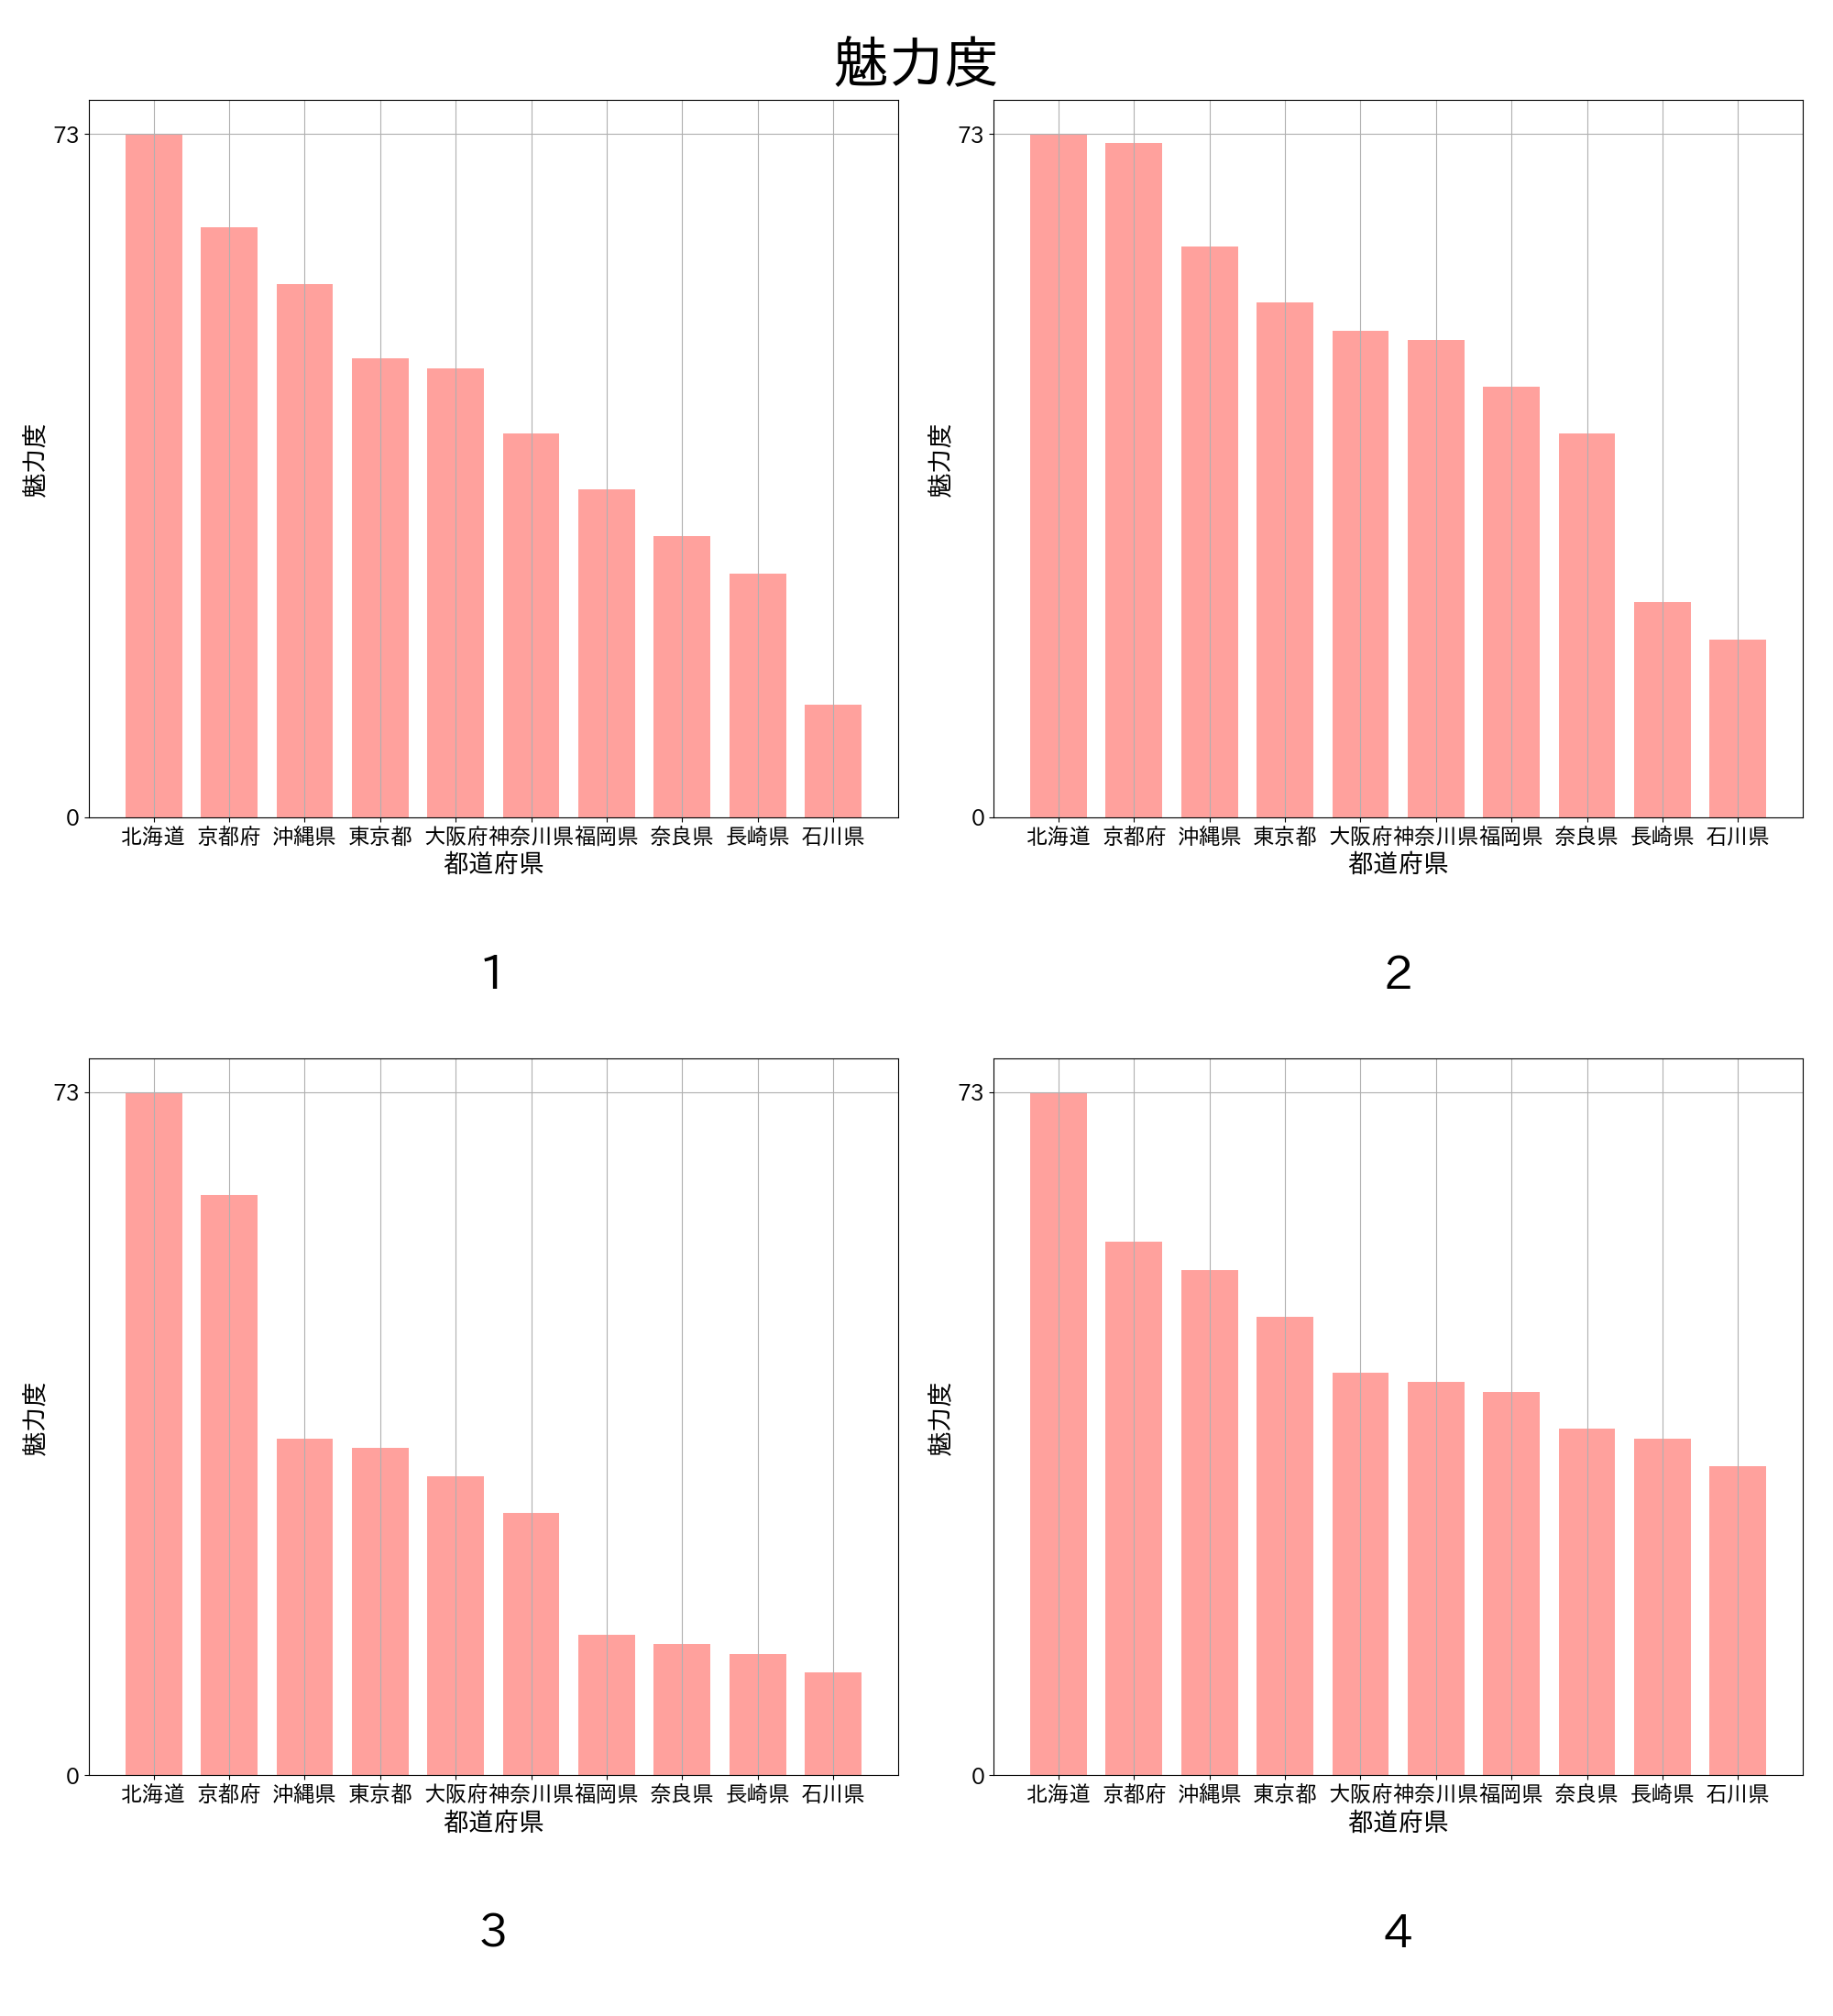 魅力度
73
0
魅力度
北海道 京都府 沖縄県 東京都 大阪府 神奈川県 福岡県 奈良県 長崎県 石川県
都道府県
1
73
0
魅力度
北海道 京都府 沖縄県 東京都 大阪府 神奈川県 福岡県 奈良県 長崎県 石川県
都道府県
2
73
0
魅力度
北海道 京都府 沖縄県 東京都 大阪府 神奈川県 福岡県 奈良県 長崎県 石川県
都道府県
3
73
0
魅力度
北海道 京都府 沖縄県 東京都 大阪府 神奈川県 福岡県 奈良県 長崎県 石川県
都道府県
4